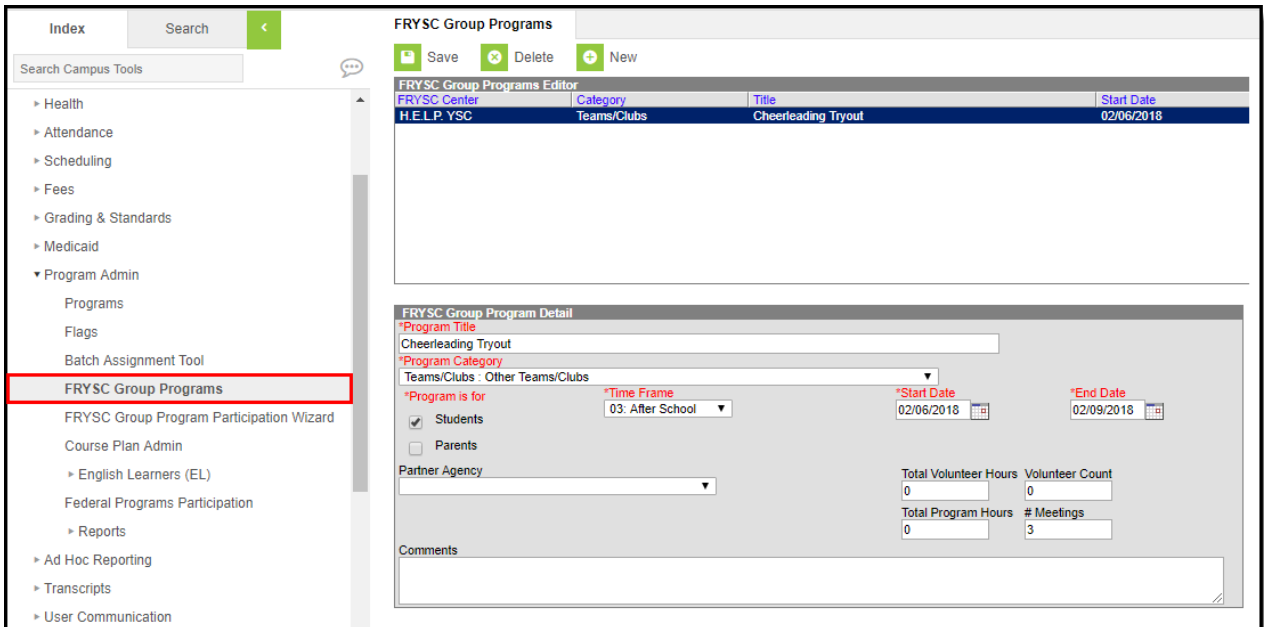 Index Search
Search Campus Tools
Health
Attendance
Scheduling
Fees
Grading & Standards
Medicaid
Program Admin
Programs
Flags
Batch Assignment Tool
FRYSC Group Programs
FRYSC Group Program Participation Wizard
Course Plan Admin
English Learners (EL)
Federal Programs Participation
Reports
Ad Hoc Reporting
Transcripts
User Communication
FRYSC Group Programs
Save Delete New
FRYSC Group Programs Editor
FRYSC Center Category Title Start Date
H.E.L.P. YSC Teams/Clubs Cheerleading Tryout 02/06/2018
FRYSC Group Program Detail
*Program Title
Cheerleading Tryout
*Program Category
Teams/Clubs : Other Teams/Clubs
*Program is for *Time Frame *Start Date *End Date
Students 03: After School 02/06/2018 02/09/2018
Parents
Partner Agency Total Volunteer Hours Volunteer Count
0 0
Total Program Hours # Meetings
0 3
Comments